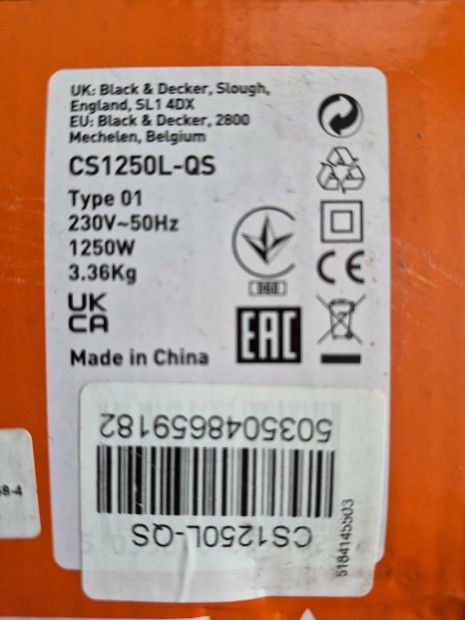 UK: Black & Decker, Slough,
England, SL1 4DX
EU: Black & Decker, 2800
Mechelen, Belgium
CS1250L-QS
Type 01
230V~50Hz
1250W
3.36Kg
UK
CA
Made in China
CE
EAC
5035048659182
CS1250L-QS
5184145503